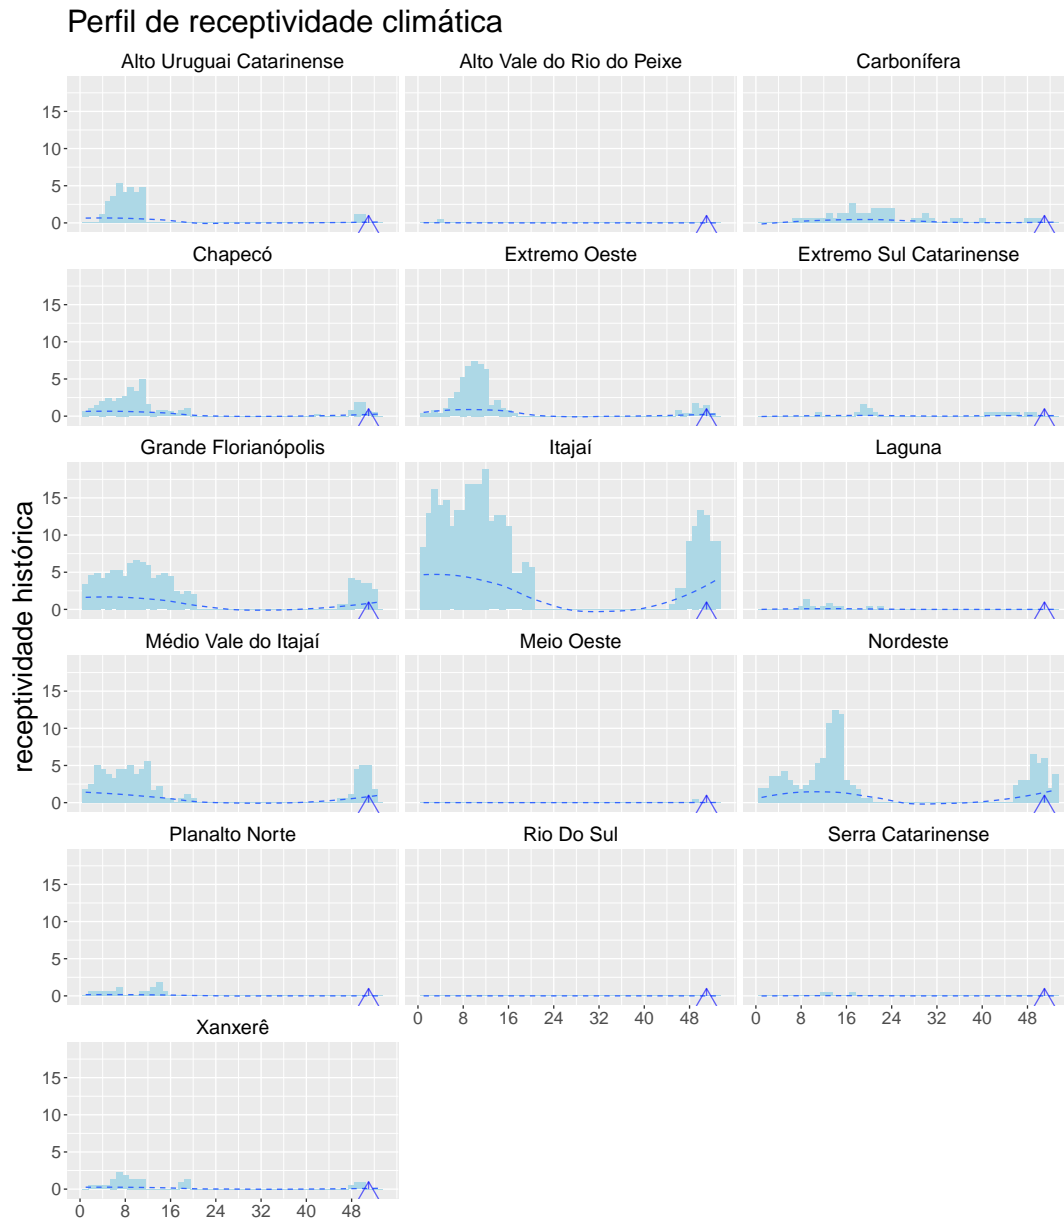 Perfil de receptividade climática
Alto Uruguai Catarinense Alto Vale do Rio do Peixe Carbonífera
15
10
5
0
Chapecó Extremo Oeste Extremo Sul Catarinense
15
10
5
0
Grande Florianópolis Itajaí Laguna
15
10
5
0
receptividade histórica
Médio Vale do Itajaí Meio Oeste Nordeste
15
10
5
0
Planalto Norte Rio Do Sul Serra Catarinense
15
10
5
0
0 8 16 24 32 40 48 0 8 16 24 32 40 48
Xanxerê
15
10
5
0
0 8 16 24 32 40 48